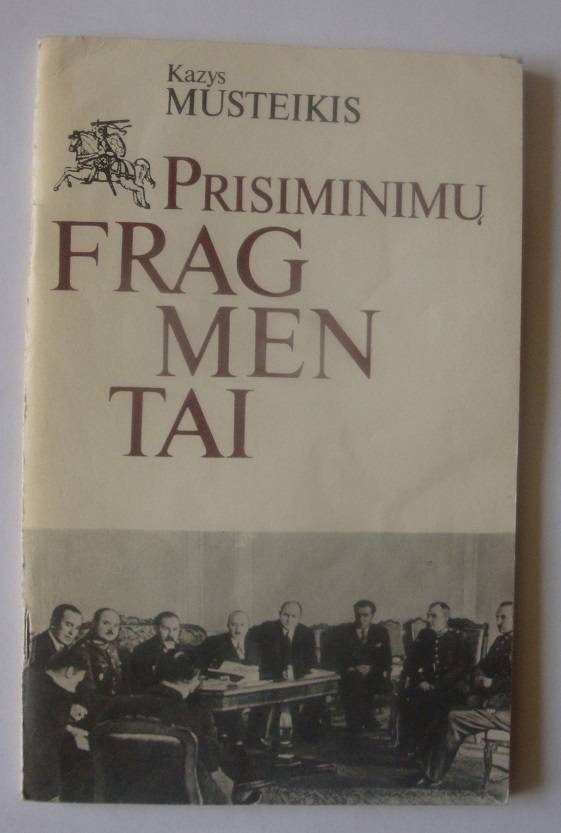 Kazys
MUSTEIKIS
PRISIMINIMŲ
FRAG
MEN
TAI